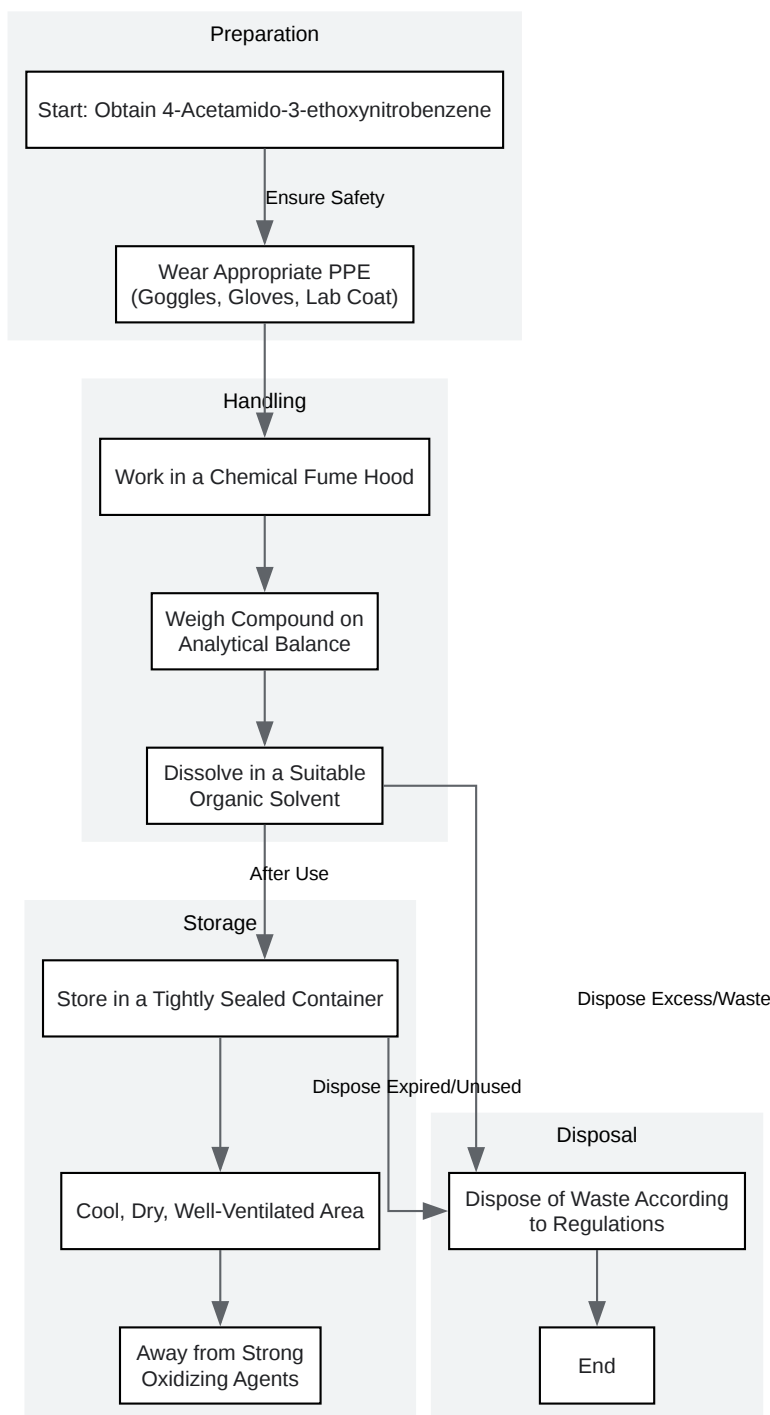 Preparation
Start: Obtain 4-Acetamido-3-ethoxynitrobenzene
Ensure Safety
Wear Appropriate PPE
(Goggles, Gloves, Lab Coat)
Handling
Work in a Chemical Fume Hood
Weigh Compound on
Analytical Balance
Dissolve in a Suitable
Organic Solvent
After Use
Storage
Store in a Tightly Sealed Container
Dispose Excess/Waste
Dispose Expired/Unused
Disposal
Cool, Dry, Well-Ventilated Area
Dispose of Waste According
to Regulations
Away from Strong
Oxidizing Agents
End